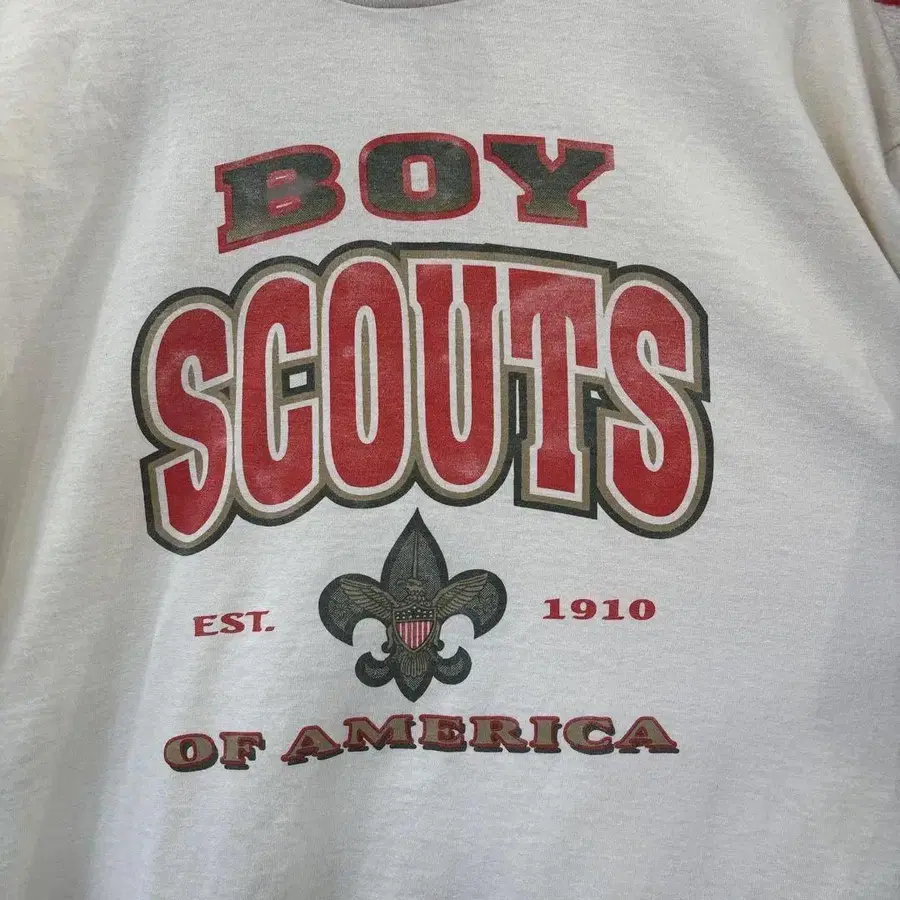 BOY
SCOUTS
EST. 1910
OF AMERICA